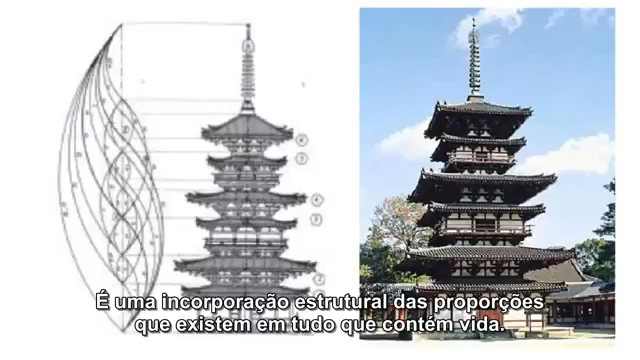 É uma incorporação estrutural das proporções
que existem em tudo que contém vida.